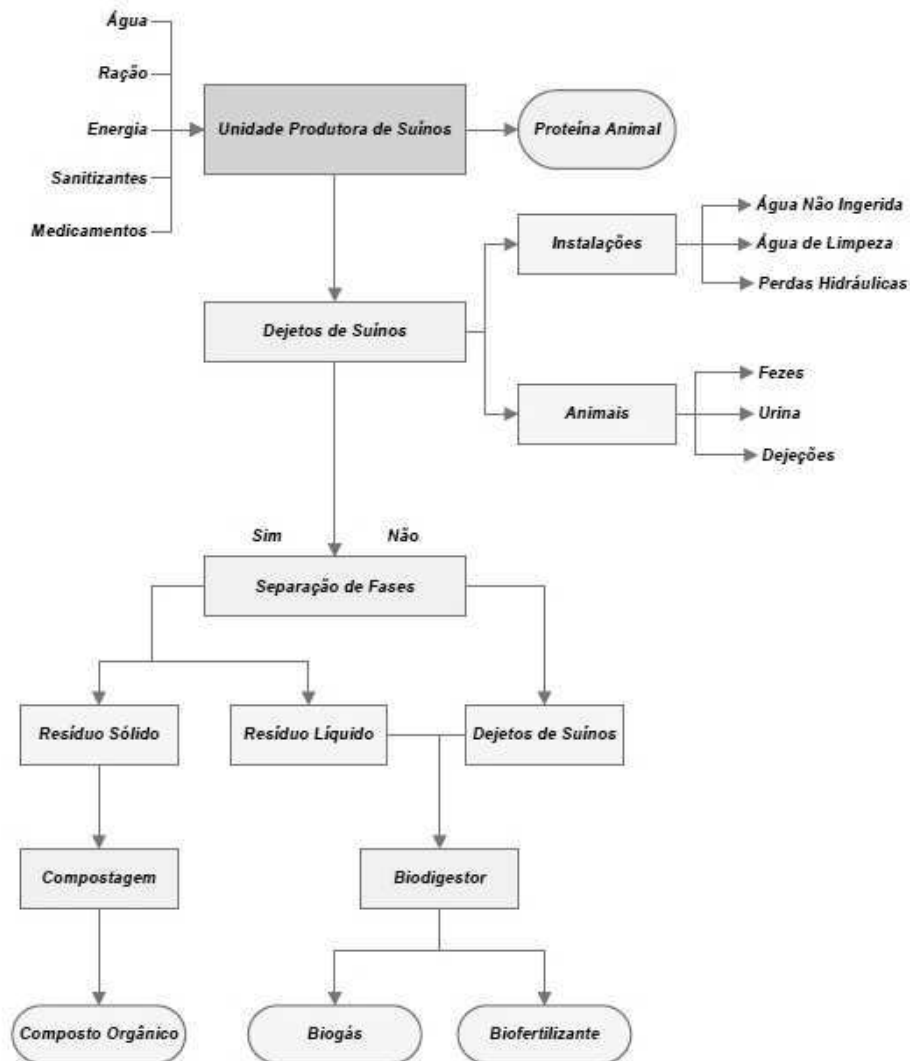 Água
Ração
Energia
Sanitizantes
Medicamentos
Unidade Produtora de Suínos
Proteína Animal
Instalações
Água Não Ingerida
Água de Limpeza
Perdas Hidráulicas
Dejetos de Suínos
Animais
Fezes
Urina
Dejeções
Sim
Não
Separação de Fases
Resíduo Sólido
Resíduo Líquido
Dejetos de Suínos
Compostagem
Biodigestor
Composto Orgânico
Biogás
Biofertilizante